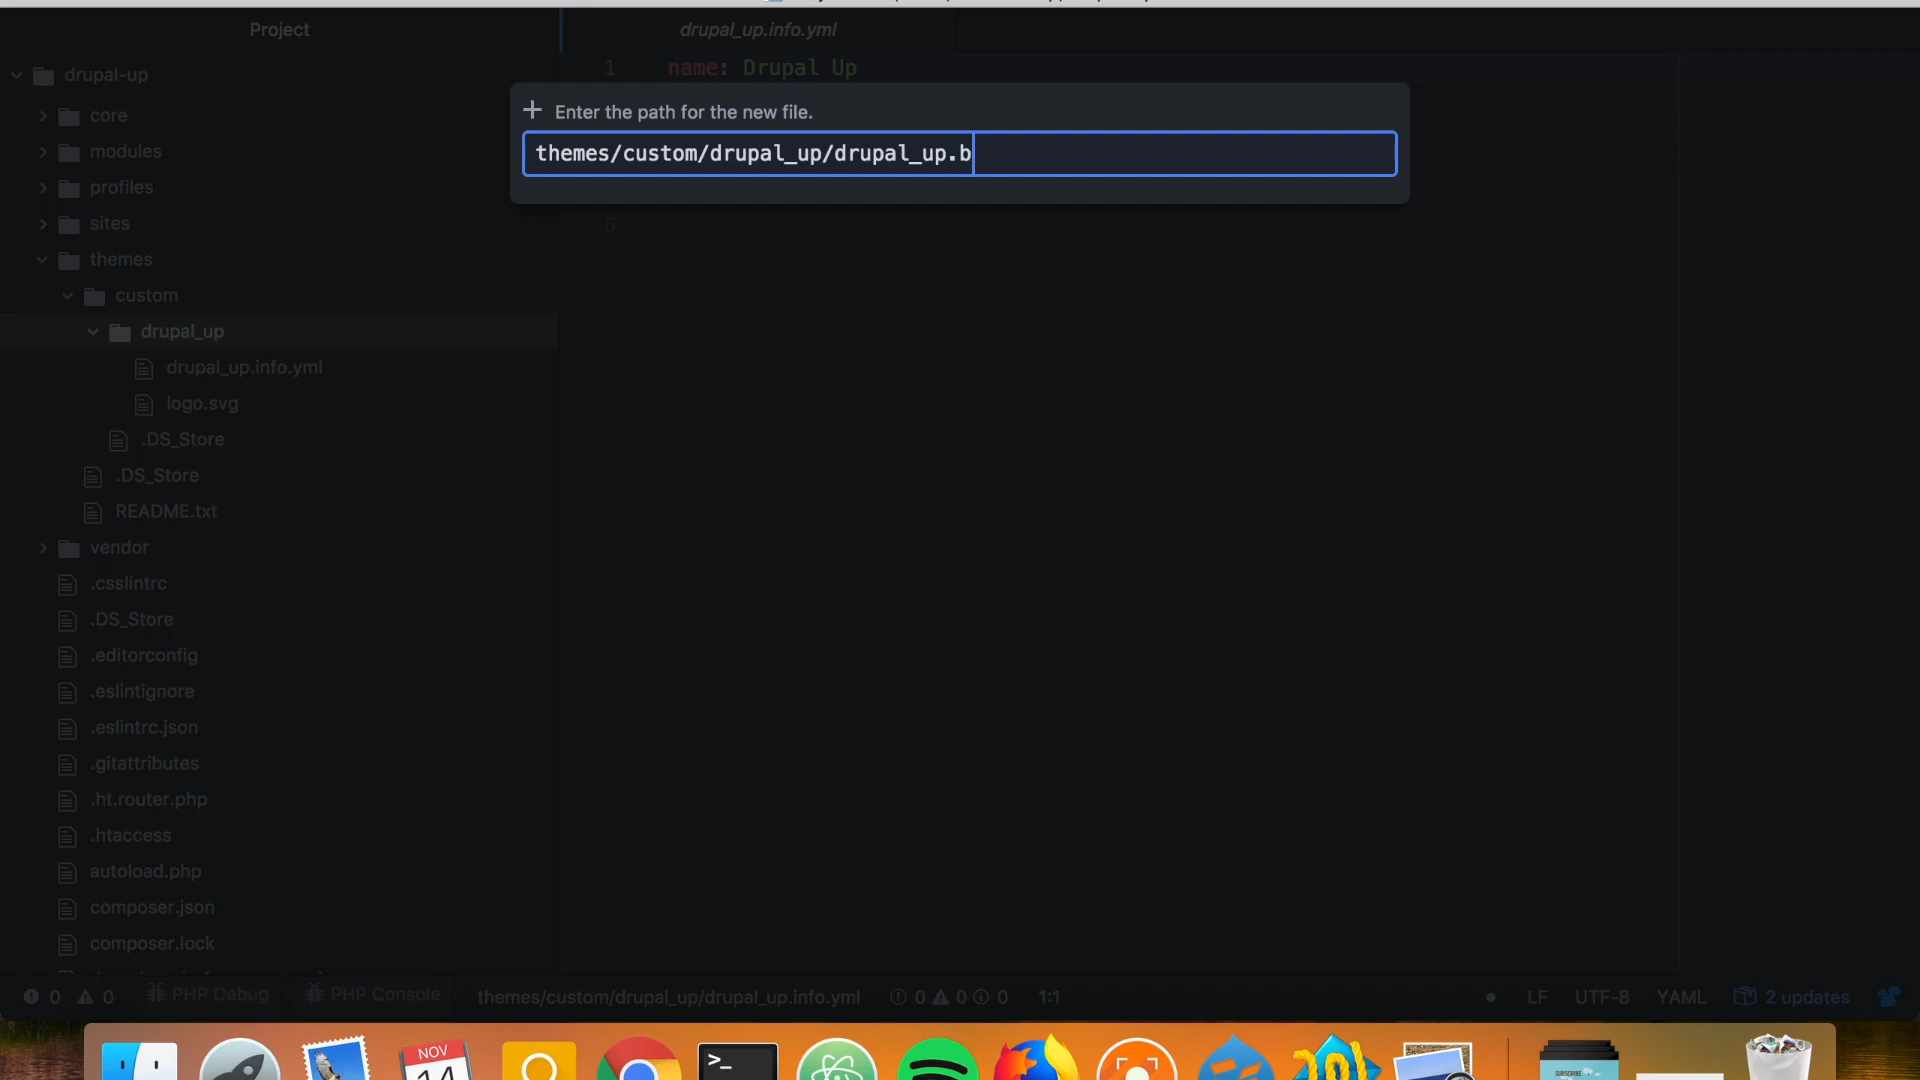 Project
drupal_up.info.yml
drupal-up
1 name: Drupal Up
+ Enter the path for the new file.
themes/custom/drupal_up/drupal_up.b
core
modules
profiles
sites
6
themes
custom
drupal_up
drupal_up.info.yml
logo.svg
.DS_Store
.DS_Store
README.txt
vendor
.csslintrc
.DS_Store
.editorconfig
.eslintignore
.eslintrc.json
.gitattributes
.ht.router.php
.htaccess
autoload.php
composer.json
composer.lock
0 0 PHP Debug PHP Console themes/custom/drupal_up/drupal_up.info.yml 0 0 0 1:1 LF UTF-8 YAML 2 updates
NOV
14
>_
201
SUBSCRIBE